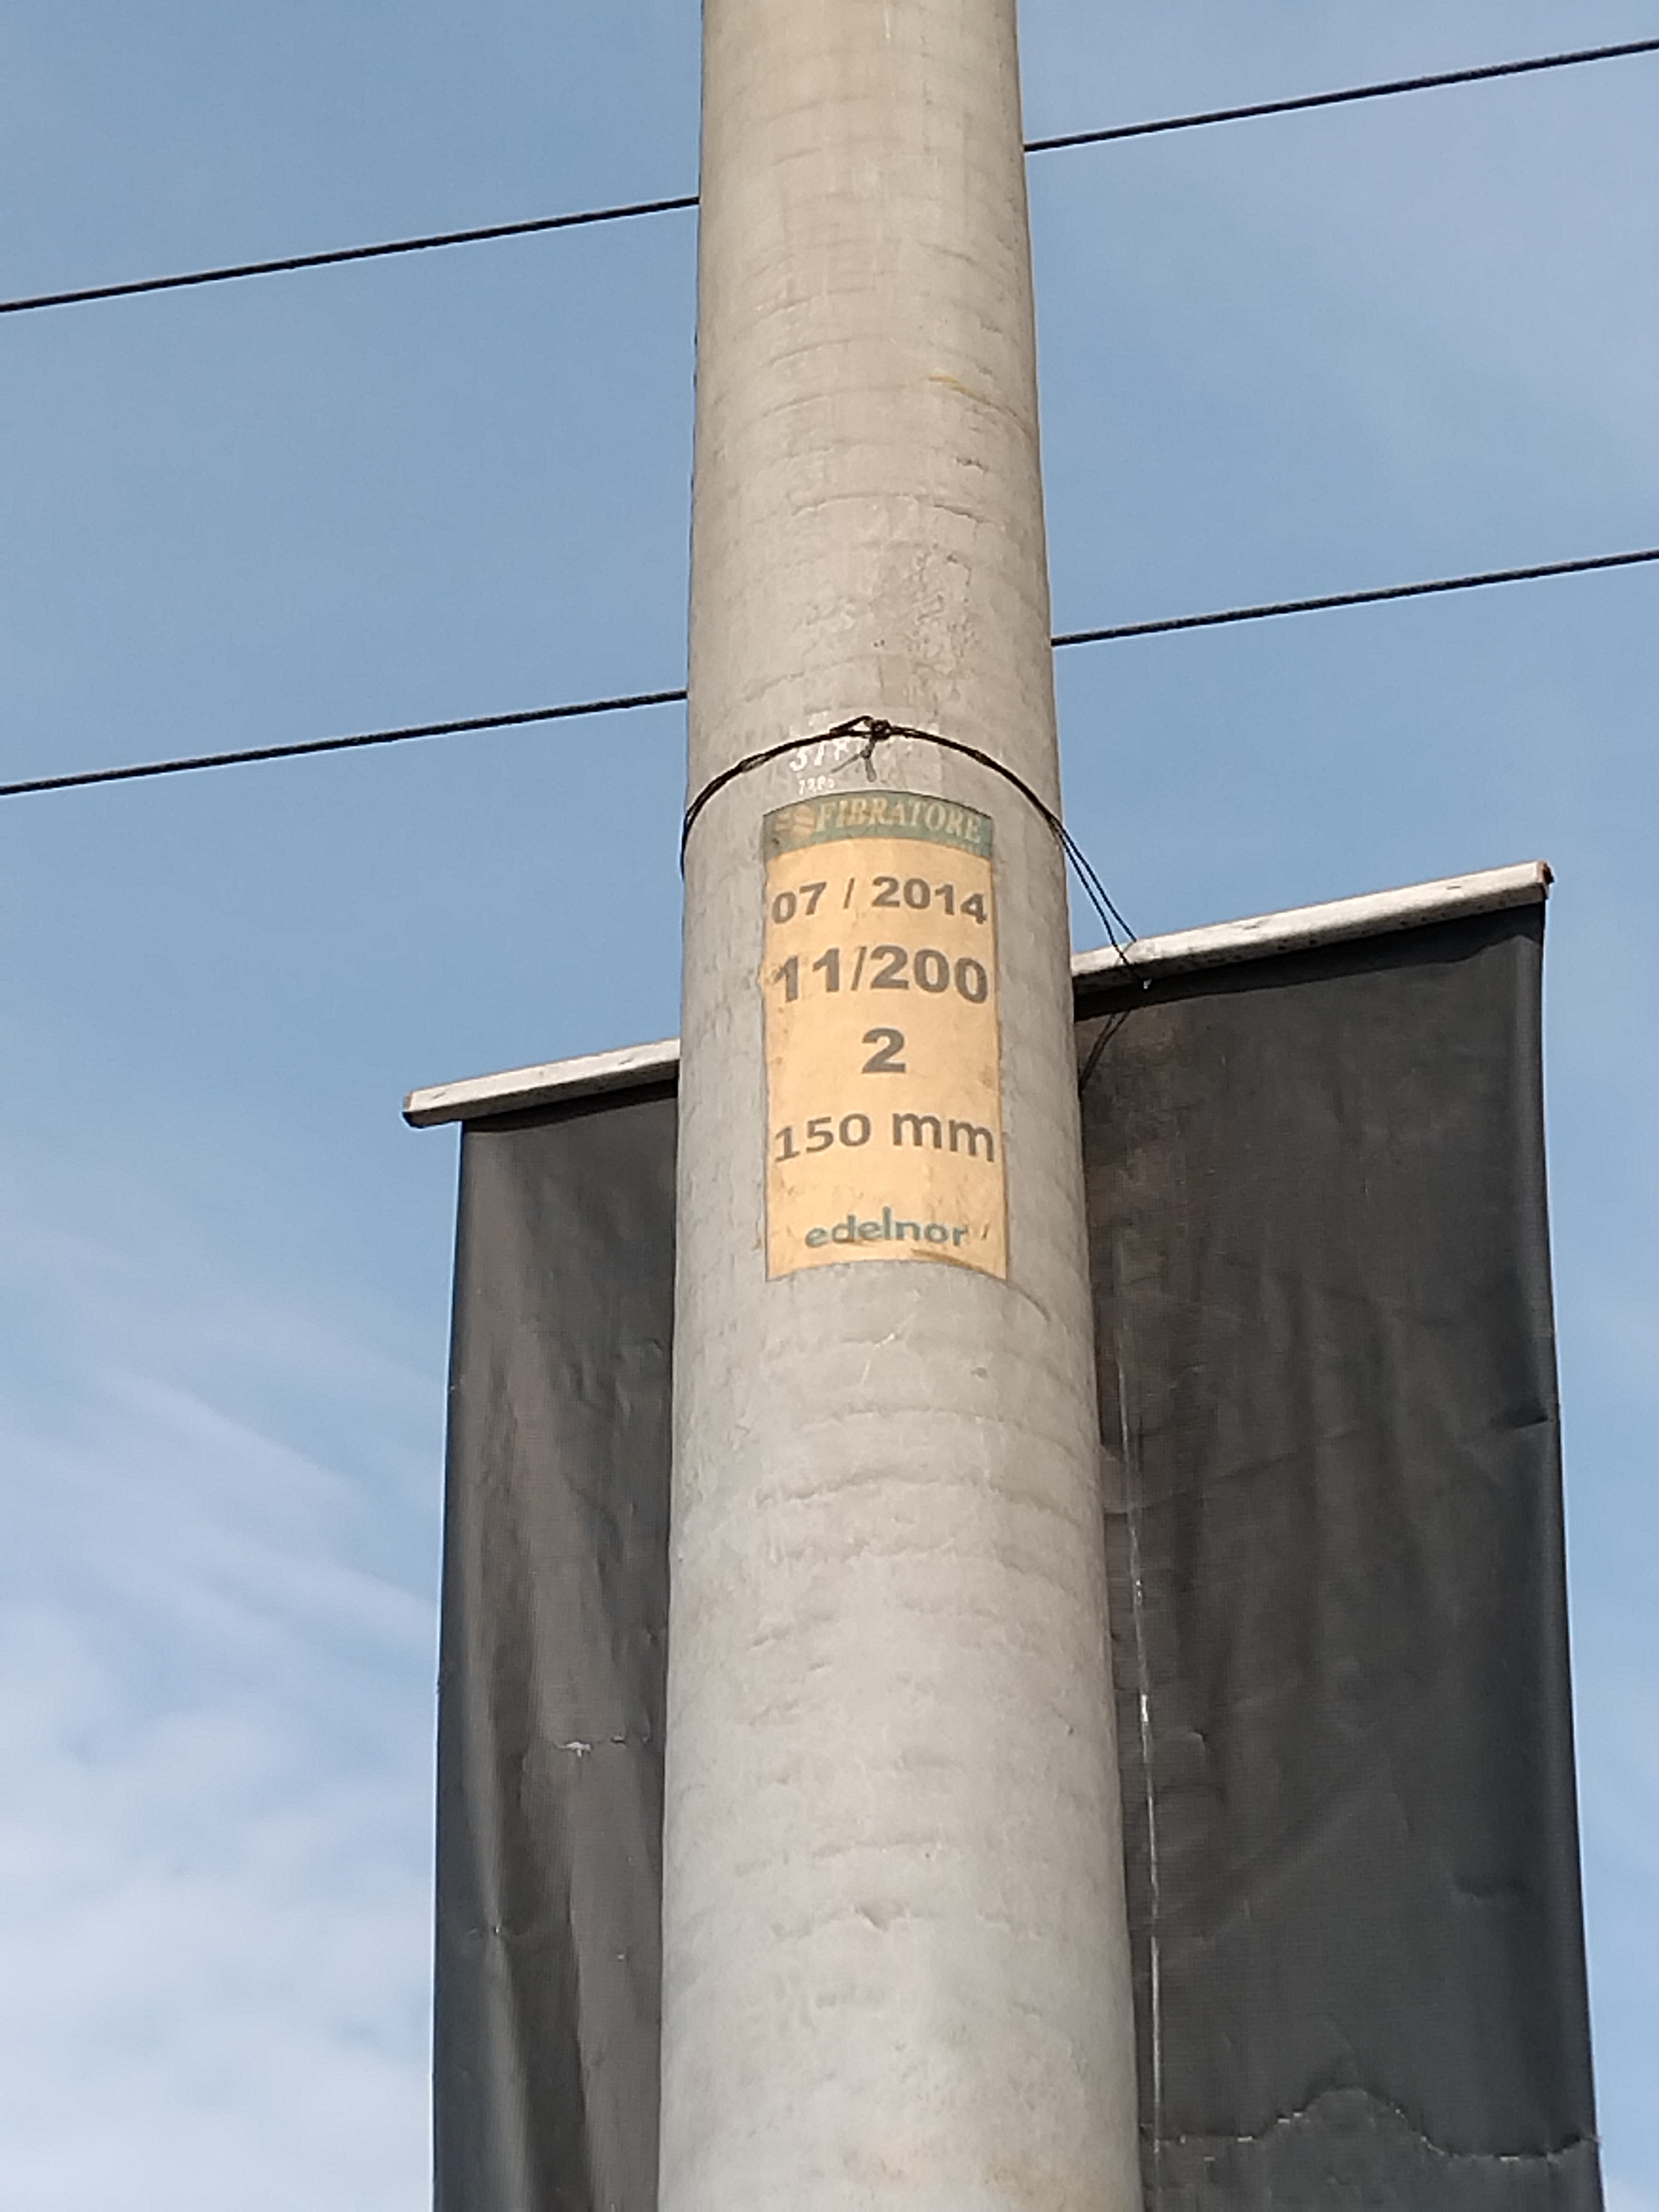 FIBRATORE
07 / 2014
11/200
2
150 mm
edelnor